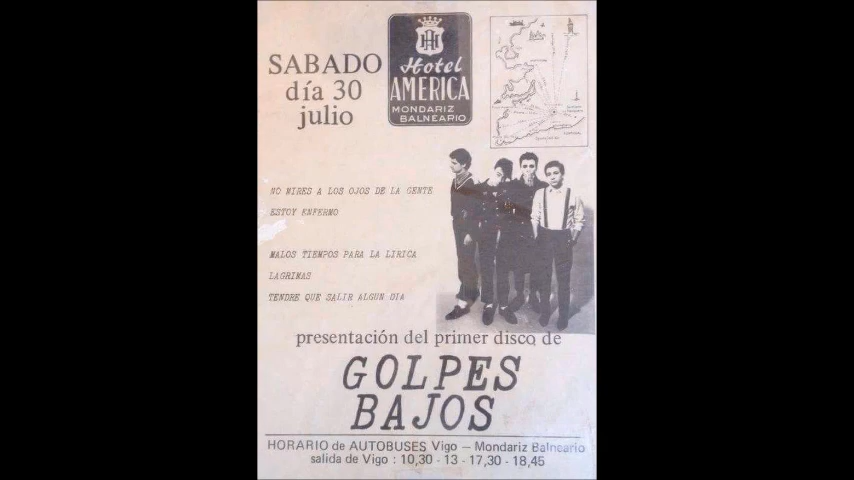 SABADO
día 30
julio
Hotel
AMERICA
MONDARIZ
BALNEARIO
NO MIRES A LOS OJOS DE LA GENTE
ESTOY ENFERMO
MALOS TIEMPOS PARA LA LIRICA
LAGRIMAS
TENDRE QUE SALIR ALGUN DIA
presentación del primer disco de
GOLPES
BAJOS
HORARIO de AUTOBUSES Vigo — Mondariz Balneario
salida de Vigo : 10,30 - 13 - 17,30 - 18,45